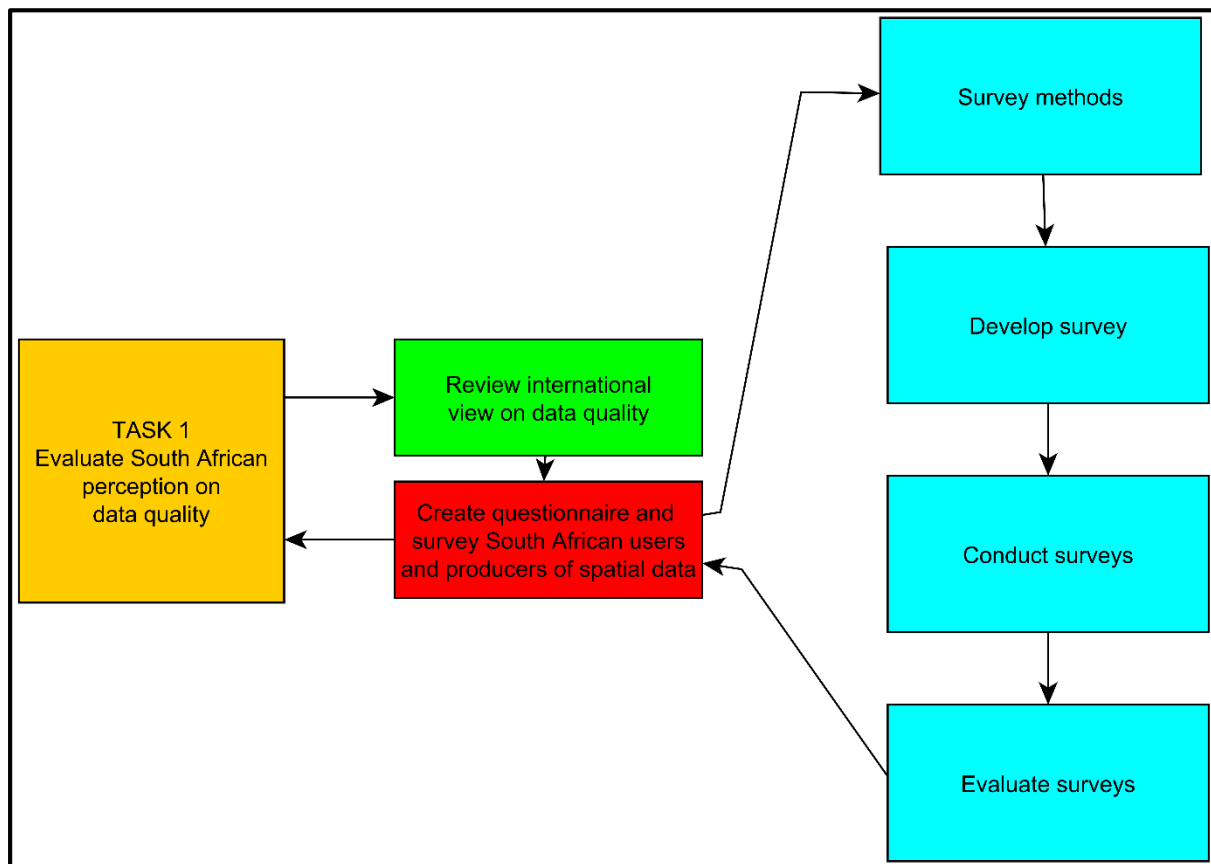 TASK 1
Evaluate South African
perception on
data quality
Review international
view on data quality
Create questionnaire and
survey South African users
and producers of spatial data
Survey methods
Develop survey
Conduct surveys
Evaluate surveys